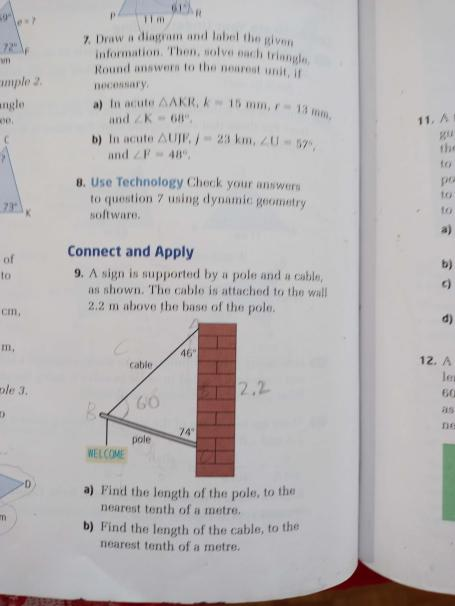 69°
e = ?
72°
F
mm
ample 2.
angle
ee.
C
?
73°
K
of
to
cm,
m,
ple 3.
D
m
P
11 m
61°
R
7. Draw a diagram and label the given
information. Then, solve each triangle.
Round answers to the nearest unit, if
necessary.
a) In acute △AKR, k = 15 mm, r = 13 mm,
and ∠K = 68°.
b) In acute △UJF, j = 23 km, ∠U = 57°,
and ∠F = 48°.
8. Use Technology Check your answers
to question 7 using dynamic geometry
software.
Connect and Apply
9. A sign is supported by a pole and a cable,
as shown. The cable is attached to the wall
2.2 m above the base of the pole.
A
46°
C
cable
B
60
2.2
74°
pole
WELCOME
a) Find the length of the pole, to the
nearest tenth of a metre.
b) Find the length of the cable, to the
nearest tenth of a metre.
11. A
gu
the
to
po
to
to
a)
b)
c)
d)
12. A
le
60
as
ne